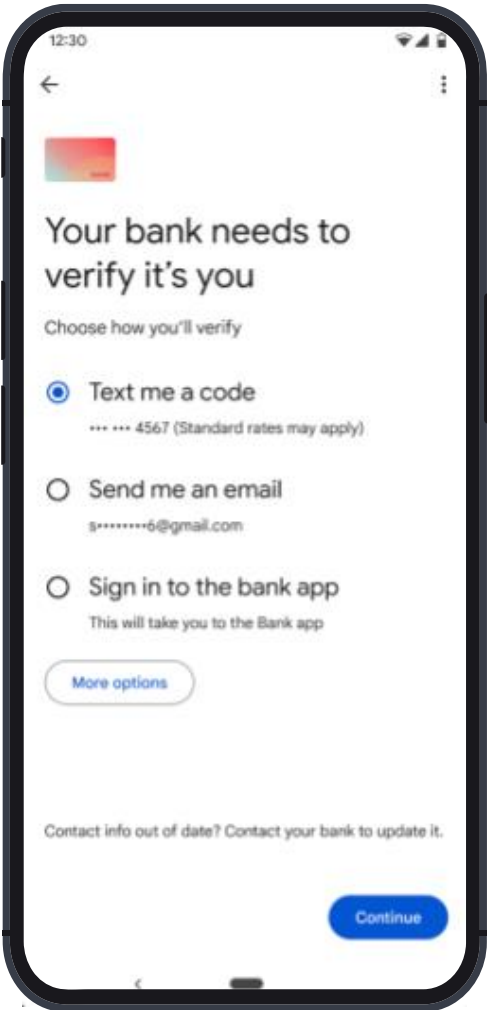 12:30
Your bank needs to
verify it's you
Choose how you'll verify
Text me a code
••• ••• 4567 (Standard rates may apply)
Send me an email
s••••••••6@gmail.com
Sign in to the bank app
This will take you to the Bank app
More options
Contact info out of date? Contact your bank to update it.
Continue